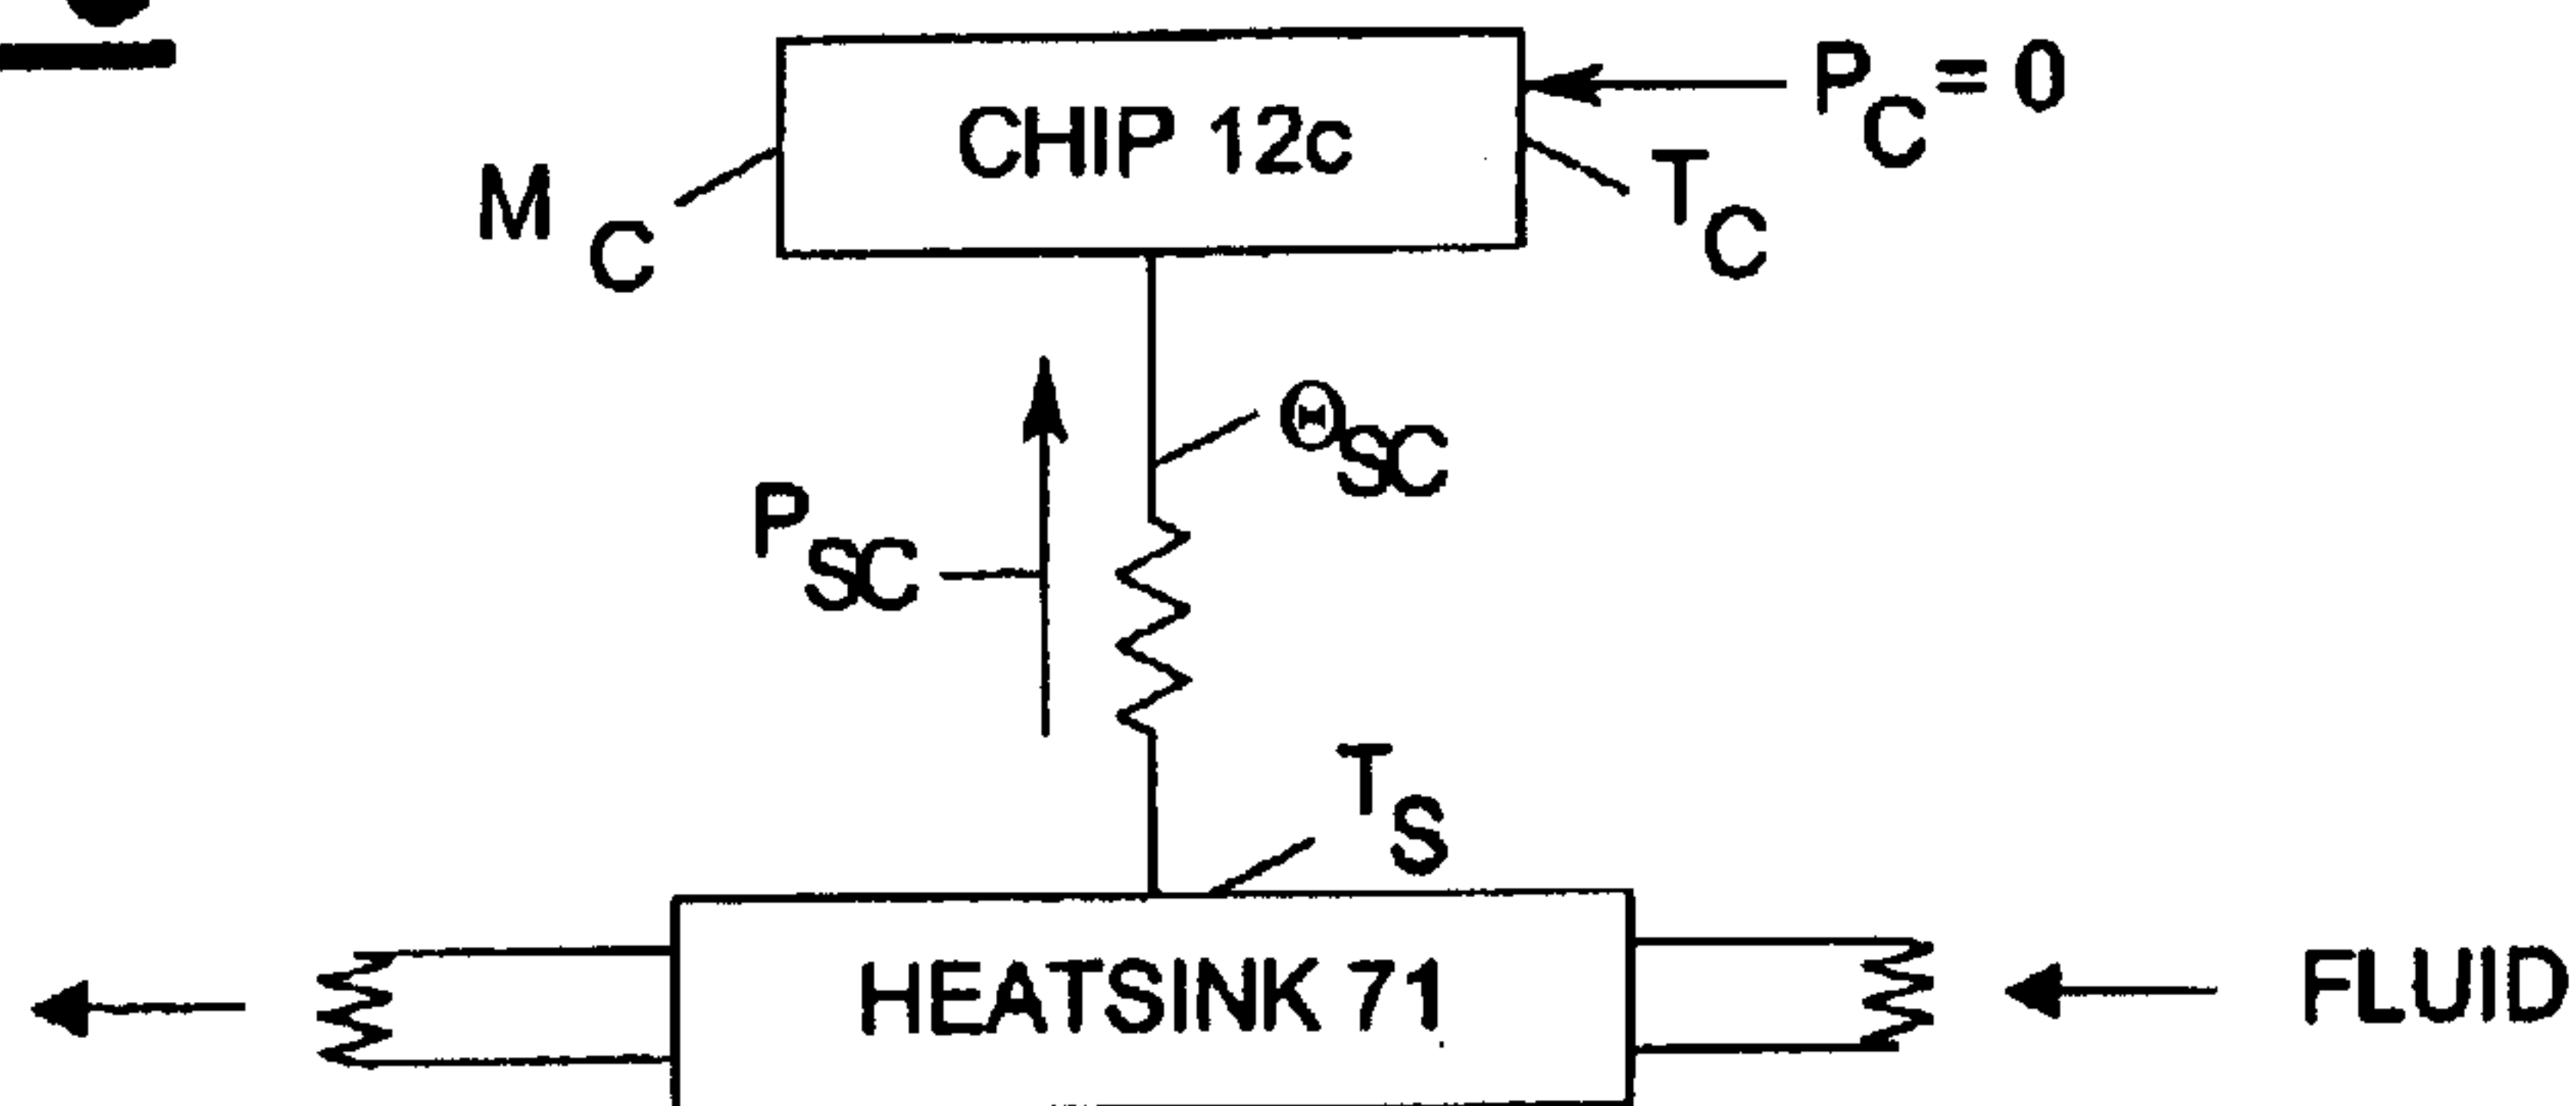 CHIP 12c
P_C = 0
M_C
T_C
Θ_SC
P_SC
T_S
HEATSINK 71
FLUID